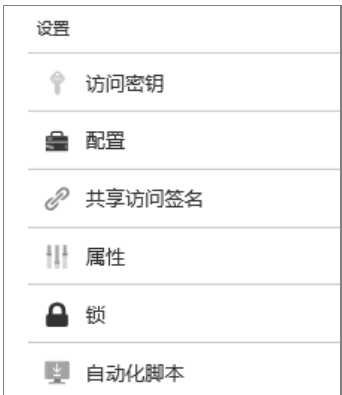 设置
访问密钥
配置
共享访问签名
属性
锁
自动化脚本